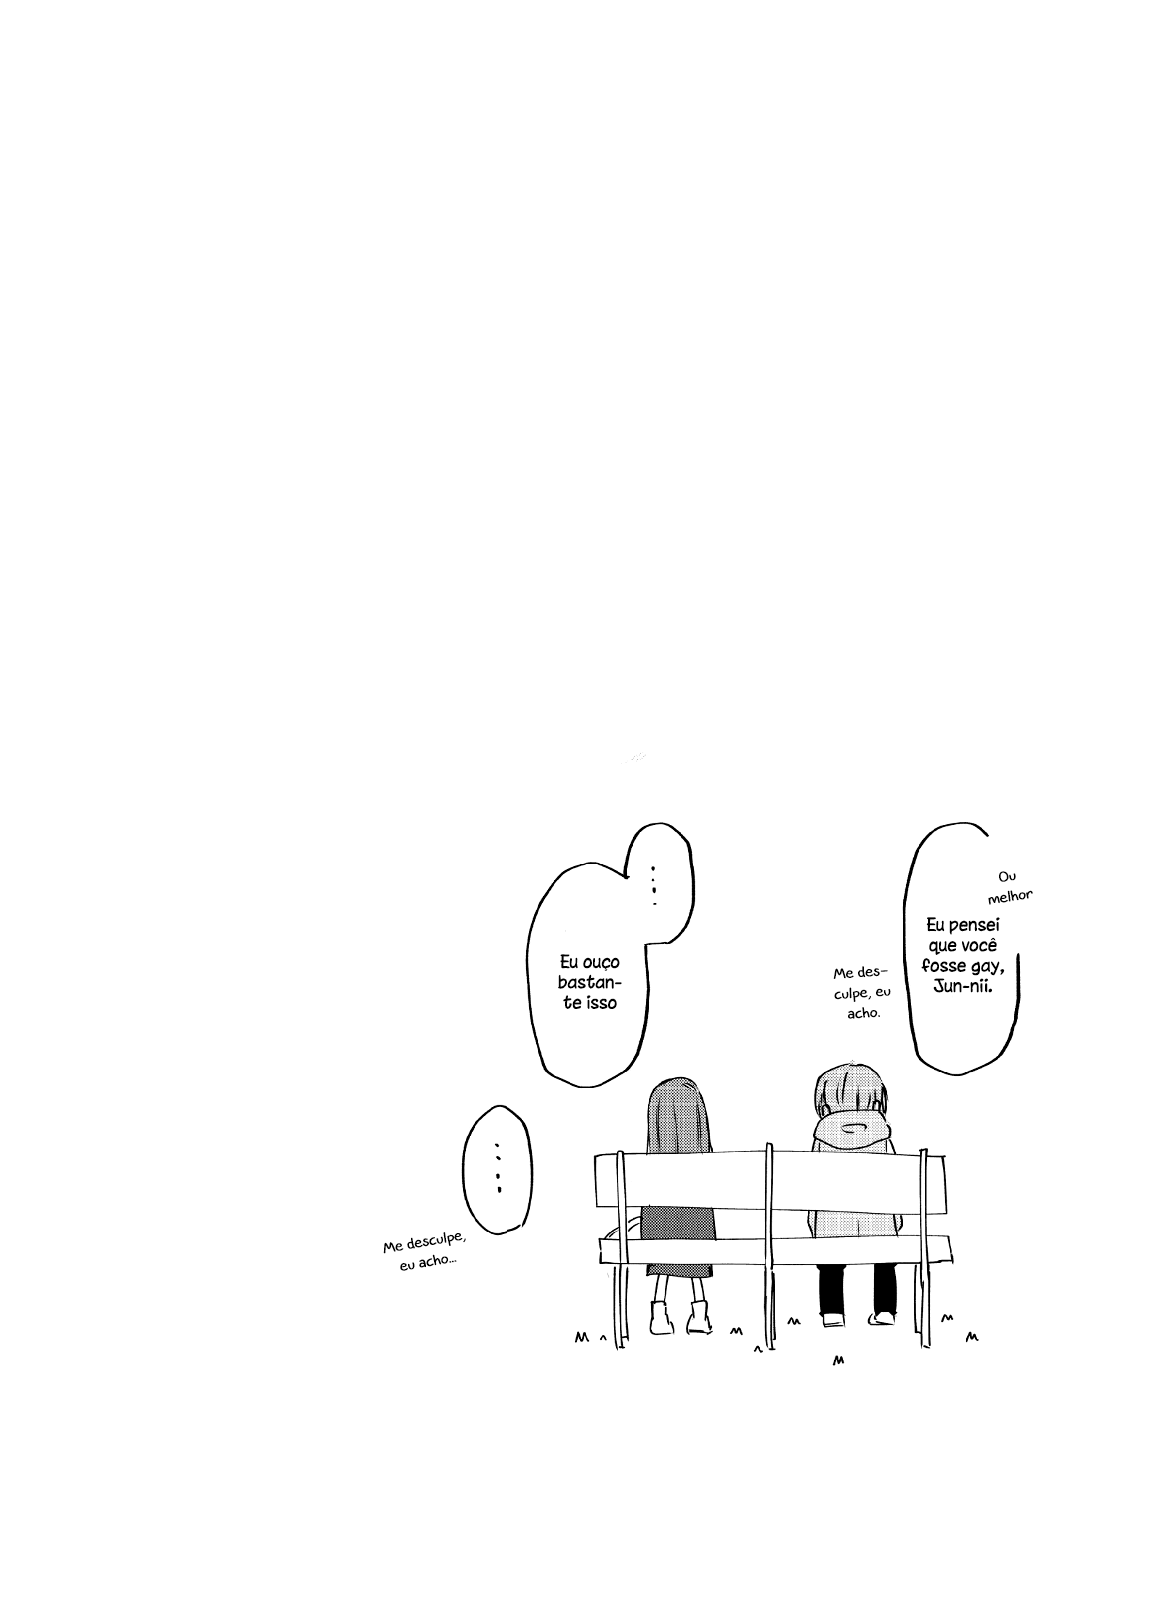 Ou
melhor
Eu pensei
que você
fosse gay,
Jun-nii.
Me des-
culpe, eu
acho.
....
Eu ouço
bastan-
te isso
....
Me desculpe,
eu acho...